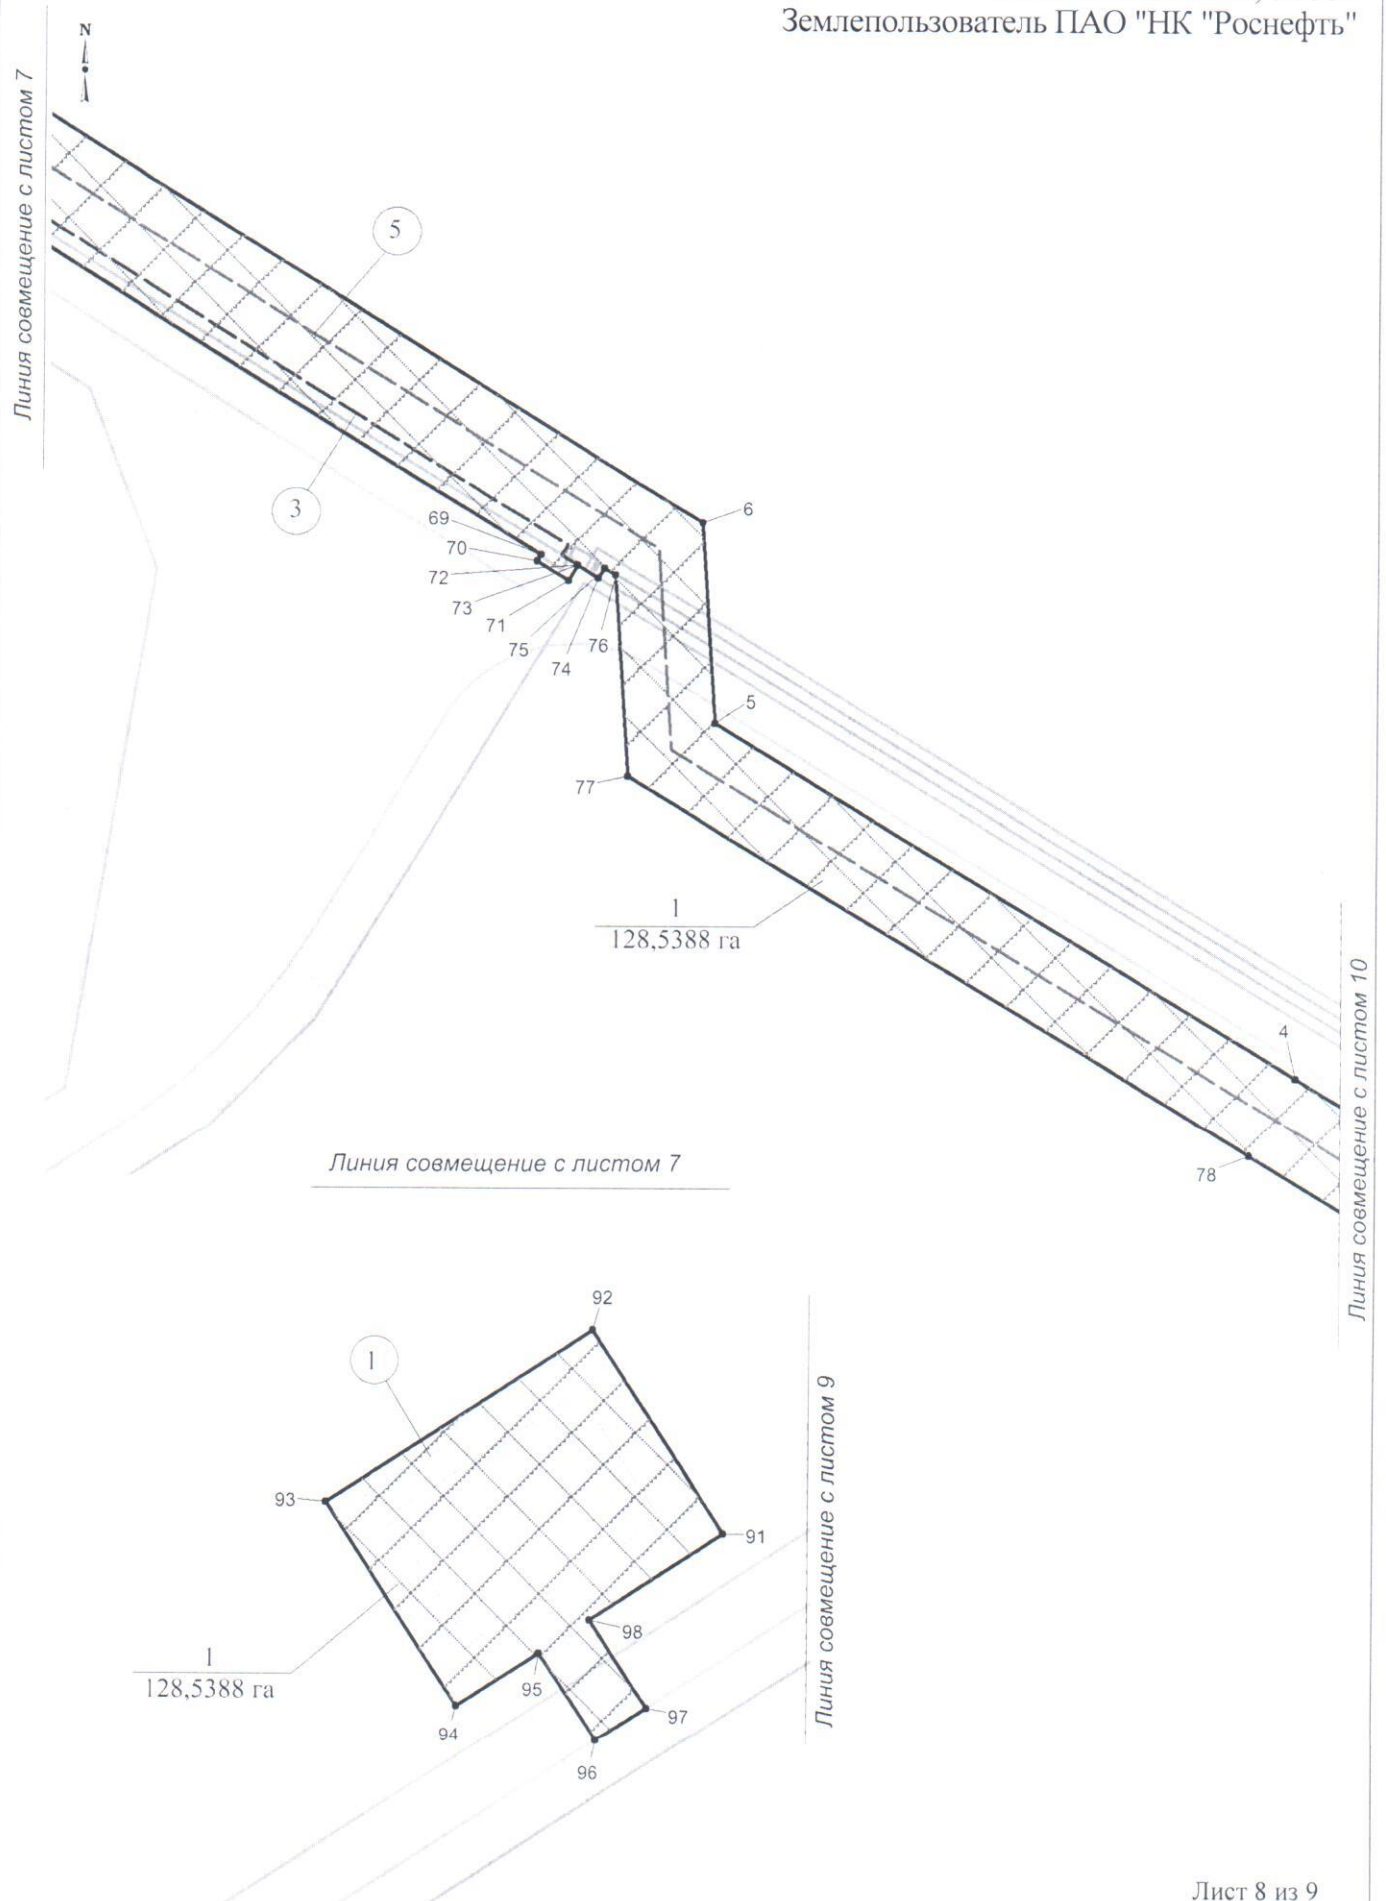 Землепользователь ПАО "НК "Роснефть"
N
Линия совмещение с листом 7
5
3
6
69
70
72
73
71
75
74
76
5
77
1
128,5388 га
4
78
Линия совмещение с листом 10
Линия совмещение с листом 7
92
1
93
91
98
95
94
97
96
1
128,5388 га
Линия совмещение с листом 9
Лист 8 из 9